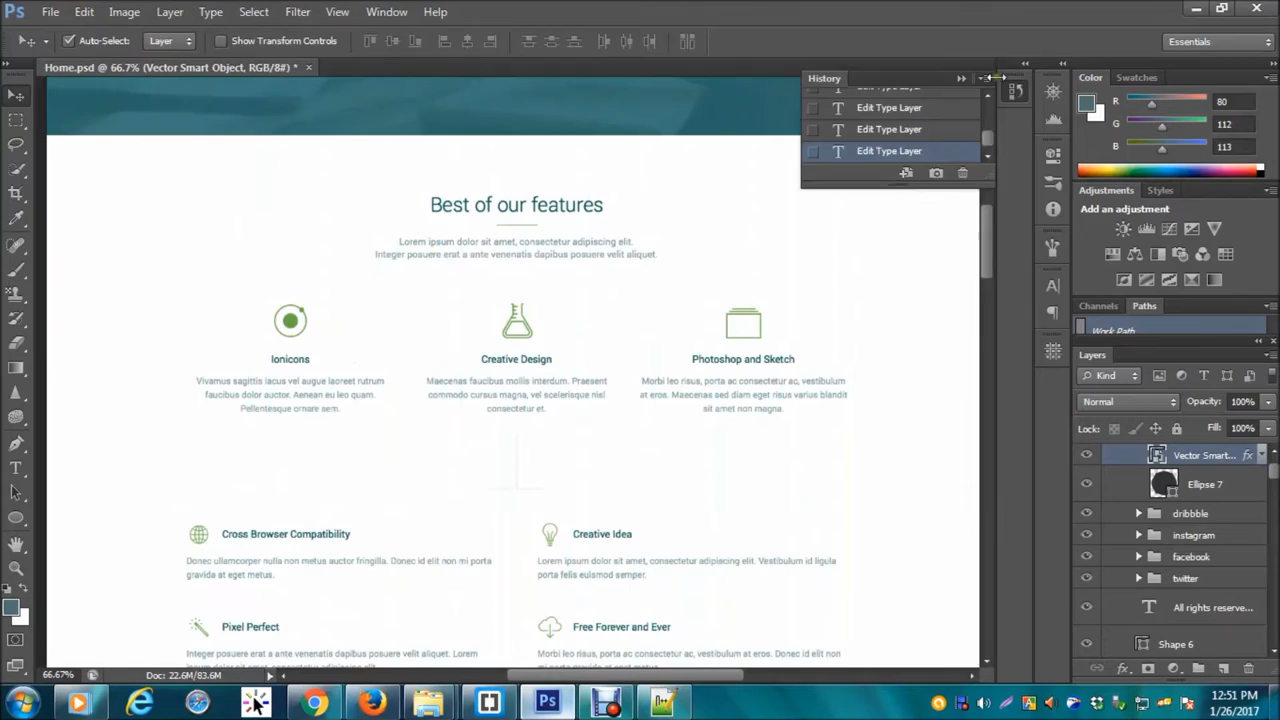 Ps File Edit Image Layer Type Select Filter View Window Help
Auto-Select: Layer Show Transform Controls Essentials
Home.psd @ 66.7% (Vector Smart Object, RGB/8#) * ×
History
Edit Type Layer
Edit Type Layer
Edit Type Layer
Color Swatches
R 80
G 112
B 113
Adjustments Styles
Add an adjustment
Channels Paths
Work Path
Layers
Kind
Normal Opacity: 100%
Lock: Fill: 100%
Vector Smart... fx
Ellipse 7
dribbble
instagram
facebook
twitter
All rights reserve...
Shape 6
Best of our features
Lorem ipsum dolor sit amet, consectetur adipiscing elit.
Integer posuere erat a ante venenatis dapibus posuere velit aliquet.
Ionicons
Vivamus sagittis lacus vel augue laoreet rutrum
faucibus dolor auctor. Aenean eu leo quam.
Pellentesque ornare sem.
Creative Design
Maecenas faucibus mollis interdum. Praesent
commodo cursus magna, vel scelerisque nisl
consectetur et.
Photoshop and Sketch
Morbi leo risus, porta ac consectetur ac, vestibulum
at eros. Maecenas sed diam eget risus varius blandit
sit amet non magna.
Cross Browser Compatibility
Donec ullamcorper nulla non metus auctor fringilla. Donec id elit non mi porta
gravida at eget metus.
Creative Idea
Lorem ipsum dolor sit amet, consectetur adipiscing elit. Vestibulum id ligula
porta felis euismod semper.
Pixel Perfect
Integer posuere erat a ante venenatis dapibus posuere velit aliquet. Lorem
ipsum dolor sit amet, consectetur adipiscing elit.
Free Forever and Ever
Morbi leo risus, porta ac consectetur ac, vestibulum at eros. Maecenas sed
66.67% Doc: 22.6M/83.6M
Ps
12:51 PM
1/26/2017